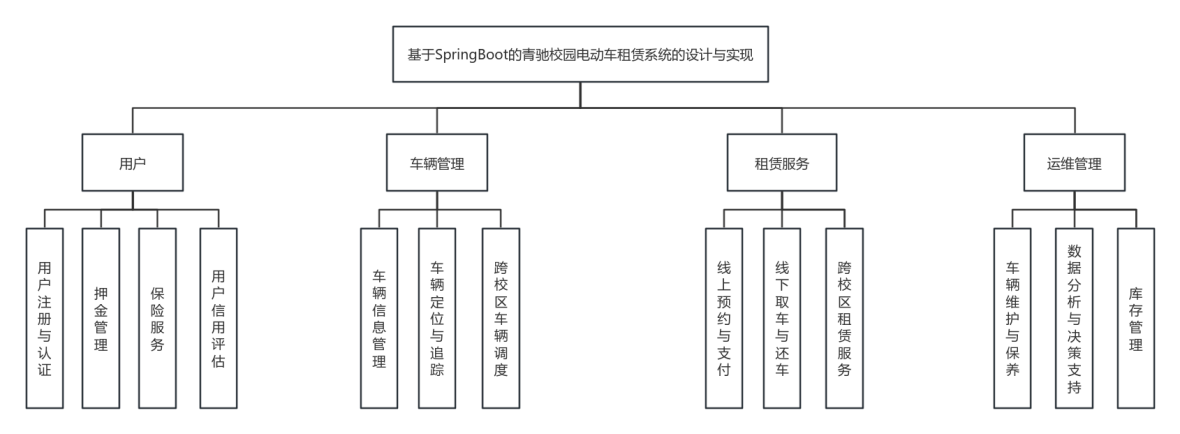 基于SpringBoot的青驰校园电动车租赁系统的设计与实现
用户
车辆管理
租赁服务
运维管理
用户注册与认证
押金管理
保险服务
用户信用评估
车辆信息管理
车辆定位与追踪
跨校区车辆调度
线上预约与支付
线下取车与还车
跨校区租赁服务
车辆维护与保养
数据分析与决策支持
库存管理